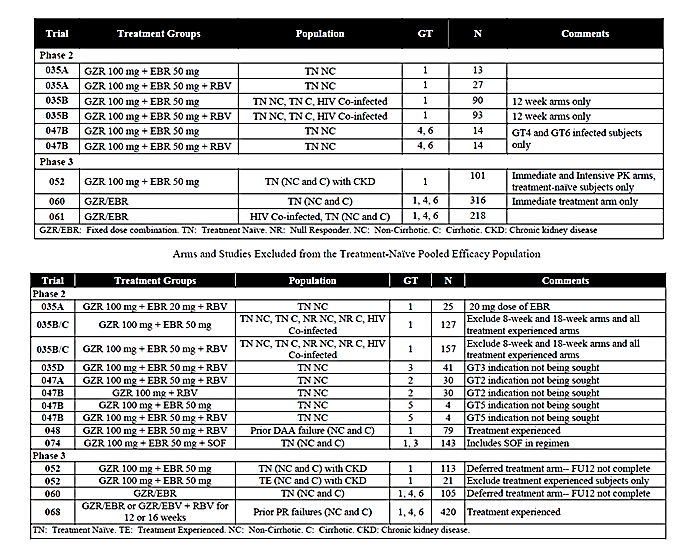 Trial Treatment Groups Population GT N Comments
Phase 2
035A GZR 100 mg + EBR 50 mg TN NC 1 13
035A GZR 100 mg + EBR 50 mg + RBV TN NC 1 27
035B GZR 100 mg + EBR 50 mg TN NC, TN C, HIV Co-infected 1 90 12 week arms only
035B GZR 100 mg + EBR 50 mg + RBV TN NC, TN C, HIV Co-infected 1 93 12 week arms only
047B GZR 100 mg + EBR 50 mg TN NC 4, 6 14 GT4 and GT6 infected subjects
047B GZR 100 mg + EBR 50 mg + RBV TN NC 4, 6 14 only
Phase 3
052 GZR 100 mg + EBR 50 mg TN (NC and C) with CKD 1 101 Immediate and Intensive PK arms,
treatment-naïve subjects only
060 GZR/EBR TN (NC and C) 1, 4, 6 316 Immediate treatment arm only
061 GZR/EBR HIV Co-infected, TN (NC and C) 1, 4, 6 218
GZR/EBR: Fixed dose combination. TN: Treatment Naïve. NR: Null Responder. NC: Non-Cirrhotic. C: Cirrhotic. CKD: Chronic kidney disease
Arms and Studies Excluded from the Treatment-Naïve Pooled Efficacy Population
Trial Treatment Groups Population GT N Comments
Phase 2
035A GZR 100 mg + EBR 20 mg + RBV TN NC 1 25 20 mg dose of EBR
035B/C GZR 100 mg + EBR 50 mg TN NC, TN C, NR NC, NR C, HIV 1 127 Exclude 8-week and 18-week arms and all
Co-infected treatment experienced arms
035B/C GZR 100 mg + EBR 50 mg + RBV TN NC, TN C, NR NC, NR C, HIV 1 157 Exclude 8-week and 18-week arms and all
Co-infected treatment experienced arms
035D GZR 100 mg + EBR 50 mg + RBV TN NC 3 41 GT3 indication not being sought
047A GZR 100 mg + EBR 50 mg + RBV TN NC 2 30 GT2 indication not being sought
047B GZR 100 mg + RBV TN NC 2 30 GT2 indication not being sought
047B GZR 100 mg + EBR 50 mg TN NC 5 4 GT5 indication not being sought
047B GZR 100 mg + EBR 50 mg + RBV TN NC 5 4 GT5 indication not being sought
048 GZR 100 mg + EBR 50 mg + RBV Prior DAA failure (NC and C) 1 79 Treatment experienced
074 GZR 100 mg + EBR 50 mg + SOF TN (NC and C) 1, 3 143 Includes SOF in regimen
Phase 3
052 GZR 100 mg + EBR 50 mg TN (NC and C) with CKD 1 113 Deferred treatment arm-- FU12 not complete
052 GZR 100 mg + EBR 50 mg TE (NC and C) with CKD 1 21 Exclude treatment experienced subjects only
060 GZR/EBR TN (NC and C) 1, 4, 6 105 Deferred treatment arm-- FU12 not complete
068 GZR/EBR or GZR/EBV + RBV for Prior PR failures (NC and C) 1, 4, 6 420 Treatment experienced
12 or 16 weeks
TN: Treatment Naïve. TE: Treatment Experienced. NC: Non-Cirrhotic. C: Cirrhotic. CKD: Chronic kidney disease.